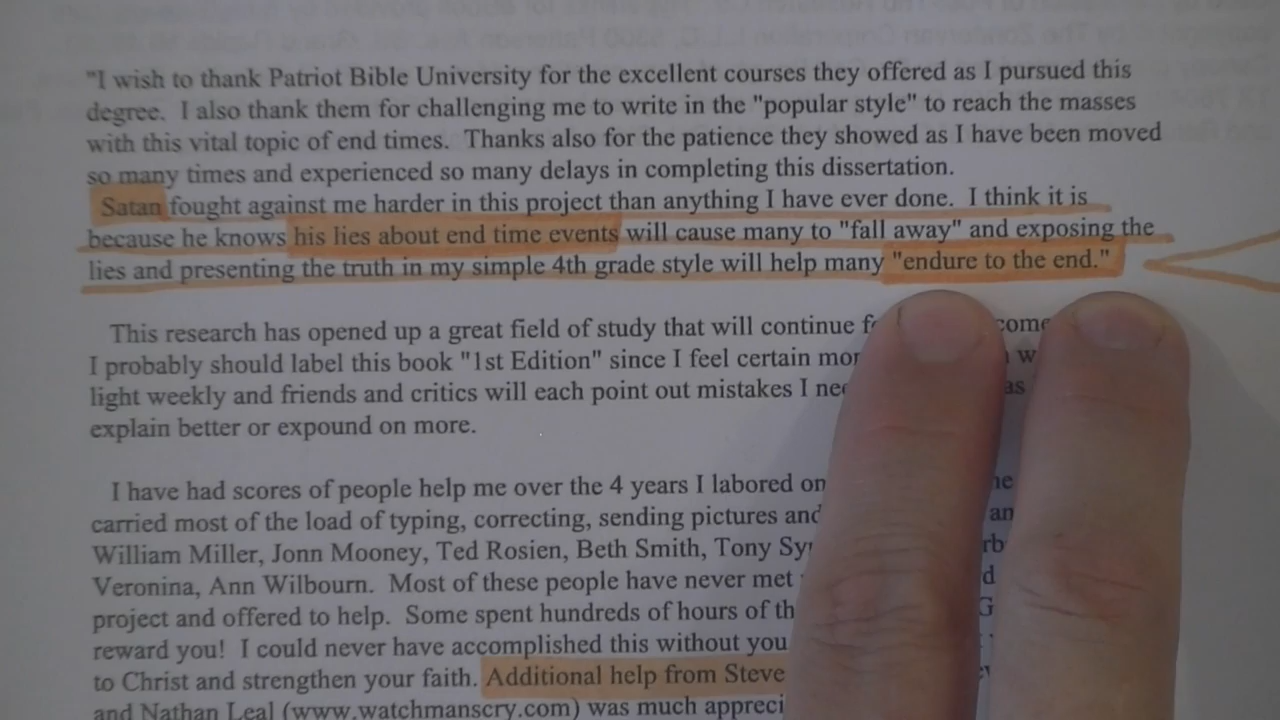 "I wish to thank Patriot Bible University for the excellent courses they offered as I pursued this
degree. I also thank them for challenging me to write in the "popular style" to reach the masses
with this vital topic of end times. Thanks also for the patience they showed as I have been moved
so many times and experienced so many delays in completing this dissertation.
Satan fought against me harder in this project than anything I have ever done. I think it is
because he knows his lies about end time events will cause many to "fall away" and exposing the
lies and presenting the truth in my simple 4th grade style will help many "endure to the end."
This research has opened up a great field of study that will continue
I probably should label this book "1st Edition" since I feel certain
light weekly and friends and critics will each point out mistakes I
explain better or expound on more.
I have had scores of people help me over the 4 years I labored on
carried most of the load of typing, correcting, sending pictures and
William Miller, Jonn Mooney, Ted Rosien, Beth Smith, Tony
Veronina, Ann Wilbourn. Most of these people have never met
project and offered to help. Some spent hundreds of hours of
reward you! I could never have accomplished this without you
to Christ and strengthen your faith. Additional help from Steve
and Nathan Leal (www.watchmanscry.com) was much